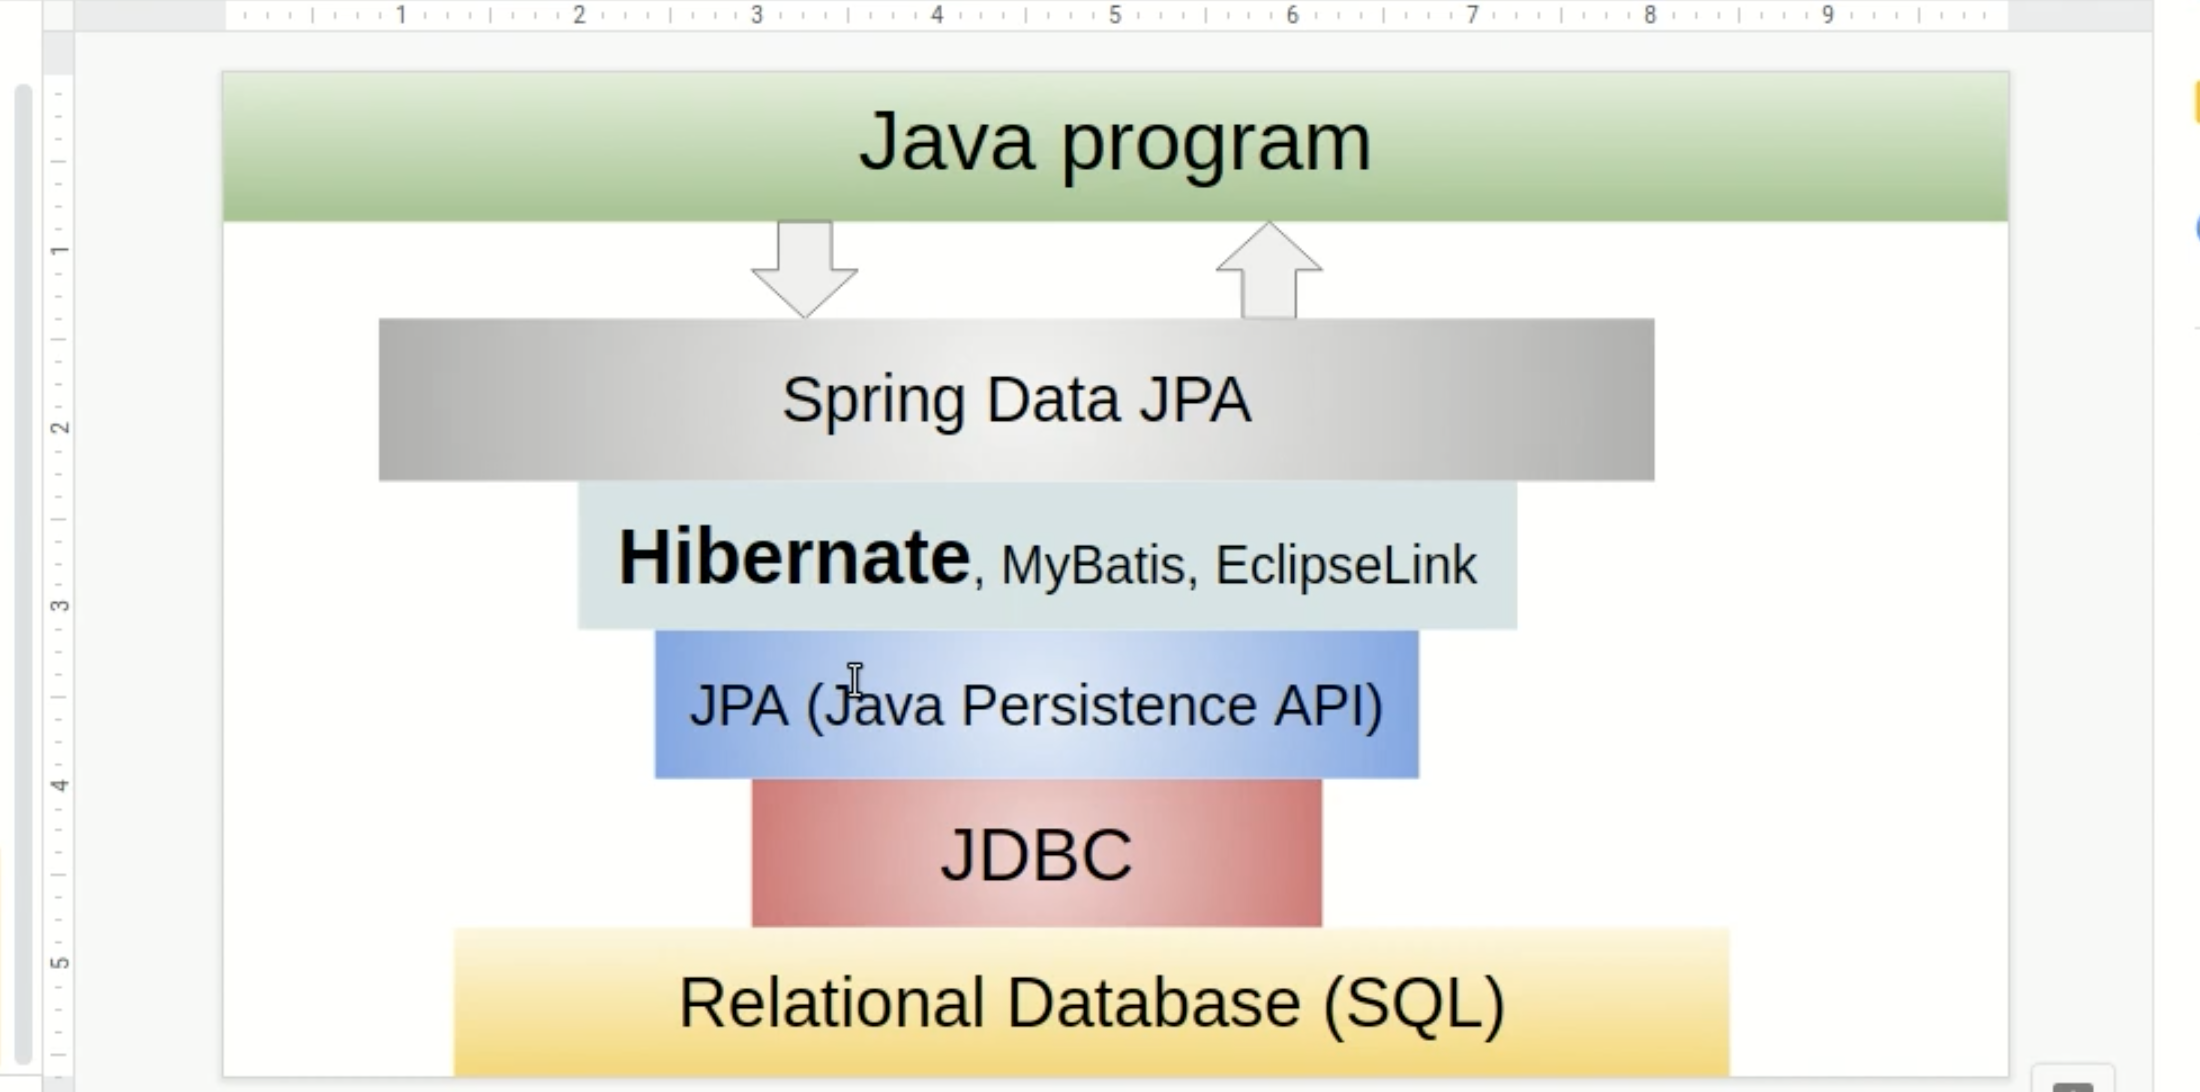 1 2 3 4 5 6 7 8 9
Java program
1
Spring Data JPA
2
Hibernate, MyBatis, EclipseLink
3
JPA (Java Persistence API)
4
JDBC
5
Relational Database (SQL)